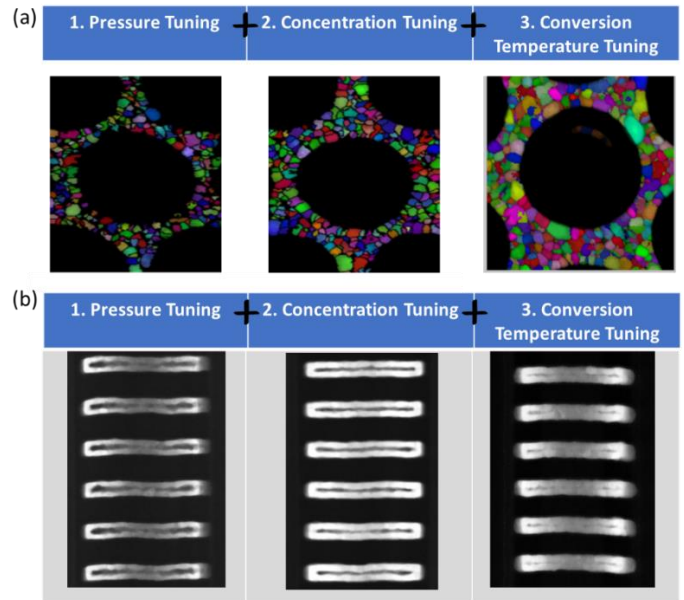 (a)
1. Pressure Tuning + 2. Concentration Tuning + 3. Conversion
Temperature Tuning
(b)
1. Pressure Tuning + 2. Concentration Tuning + 3. Conversion
Temperature Tuning